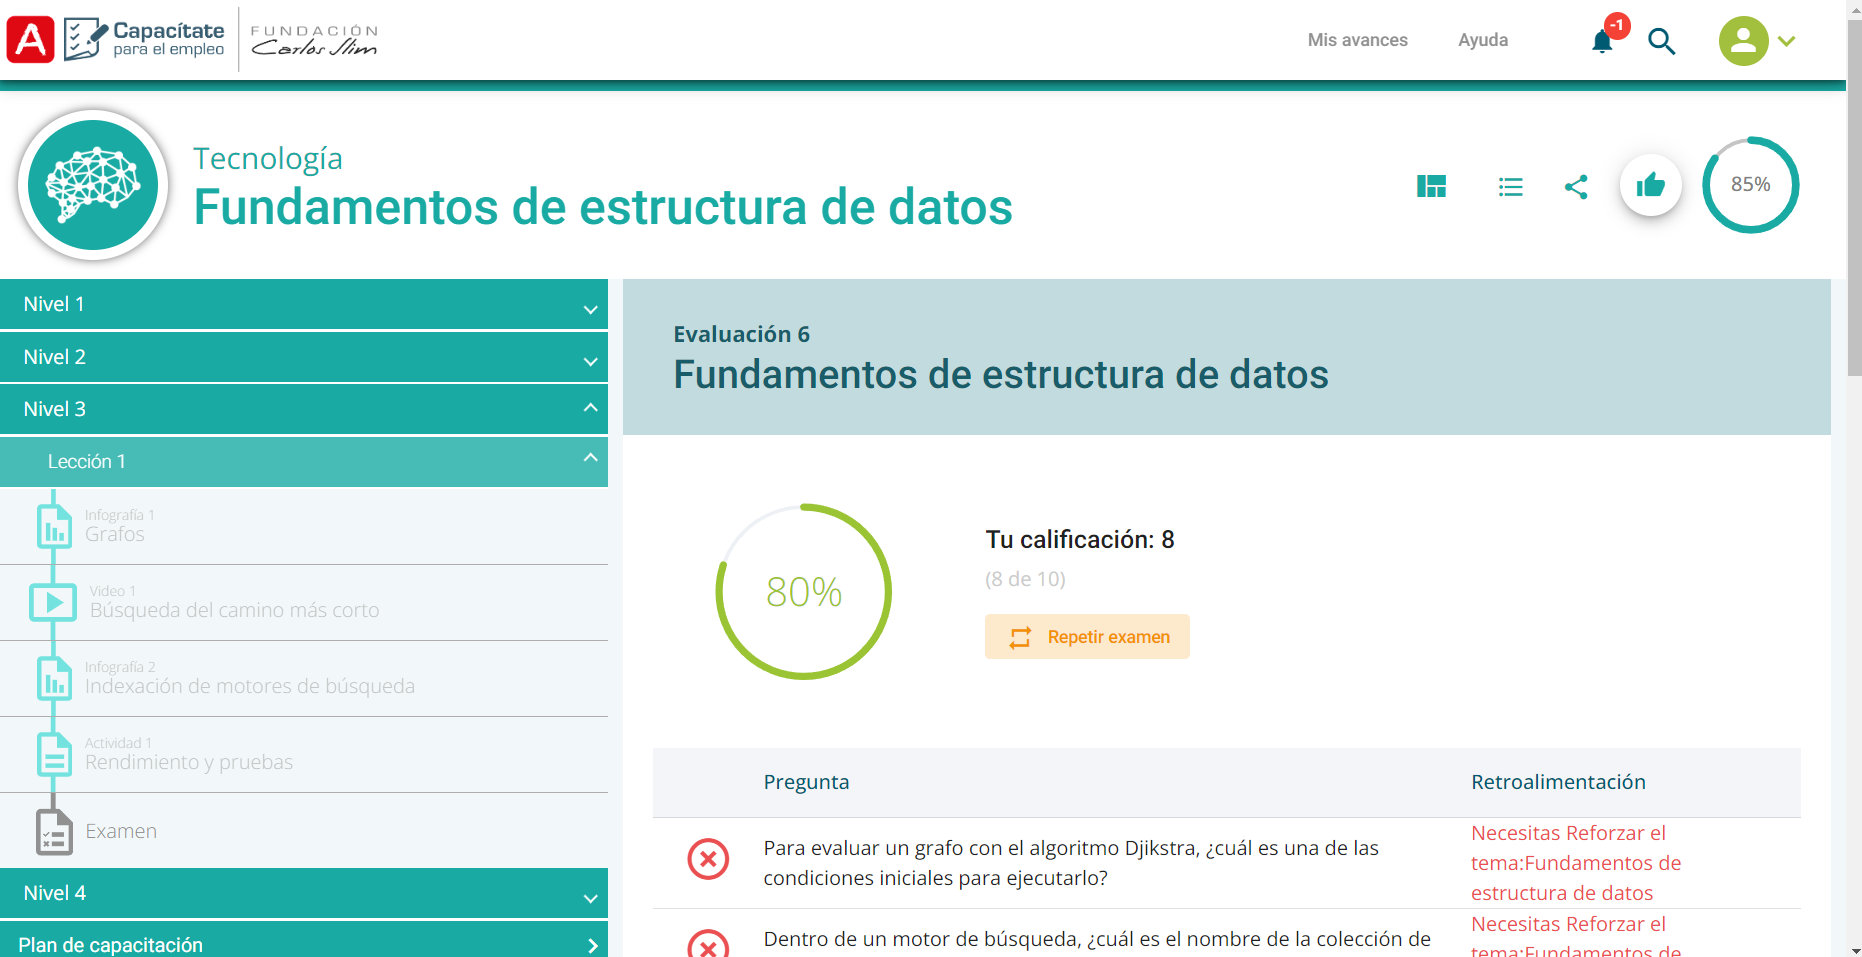 A
Capacítate
para el empleo
FUNDACIÓN
Carlos Slim
Mis avances
Ayuda
-1
Tecnología
Fundamentos de estructura de datos
85%
Nivel 1
Nivel 2
Nivel 3
Lección 1
Infografía 1
Grafos
Video 1
Búsqueda del camino más corto
Infografía 2
Indexación de motores de búsqueda
Actividad 1
Rendimiento y pruebas
Examen
Nivel 4
Plan de capacitación
Evaluación 6
Fundamentos de estructura de datos
80%
Tu calificación: 8
(8 de 10)
Repetir examen
Pregunta
Retroalimentación
Para evaluar un grafo con el algoritmo Djikstra, ¿cuál es una de las
condiciones iniciales para ejecutarlo?
Necesitas Reforzar el
tema:Fundamentos de
estructura de datos
Dentro de un motor de búsqueda, ¿cuál es el nombre de la colección de
Necesitas Reforzar el
tema:Fundamentos de